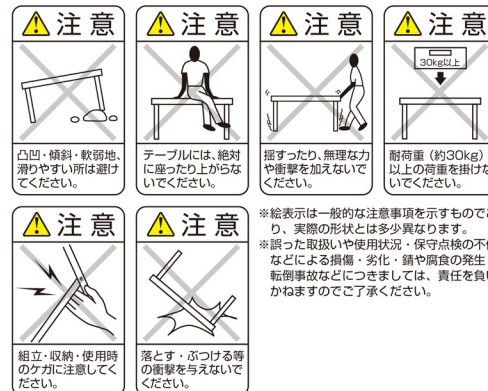 注意
凸凹・傾斜・軟弱地、
滑りやすい所は避け
てください。
注意
テーブルには、絶対
に座ったり上がらな
いでください。
注意
揺すったり、無理な力
や衝撃を加えないで
ください。
注意
30kg以上
耐荷重(約30kg)
以上の荷重を掛けな
いでください。
注意
組立・収納・使用時
のケガに注意してく
ださい。
注意
落とす・ぶつける等
の衝撃を与えないで
ください。
※絵表示は一般的な注意事項を示すもので
り、実際の形状とは多少異なります。
※誤った取扱いや使用状況・保守点検の不
などによる損傷・劣化・錆や腐食の発生
転倒事故などにつきましては、責任を負い
かねますのでご了承ください。